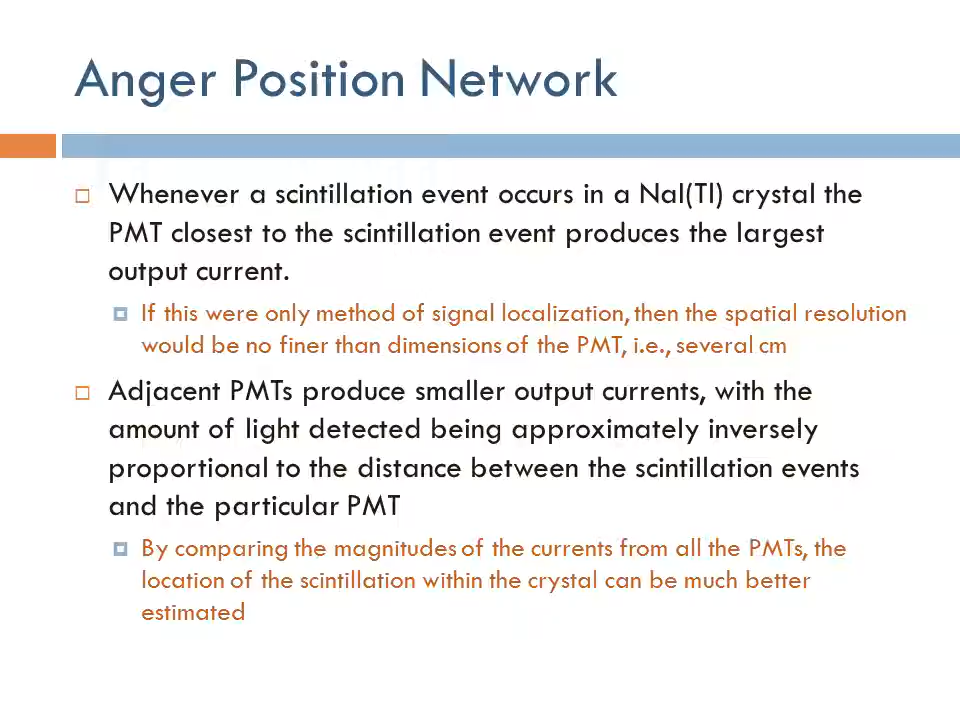 Anger Position Network
Whenever a scintillation event occurs in a NaI(Tl) crystal the
PMT closest to the scintillation event produces the largest
output current.
If this were only method of signal localization, then the spatial resolution
would be no finer than dimensions of the PMT, i.e., several cm
Adjacent PMTs produce smaller output currents, with the
amount of light detected being approximately inversely
proportional to the distance between the scintillation events
and the particular PMT
By comparing the magnitudes of the currents from all the PMTs, the
location of the scintillation within the crystal can be much better
estimated